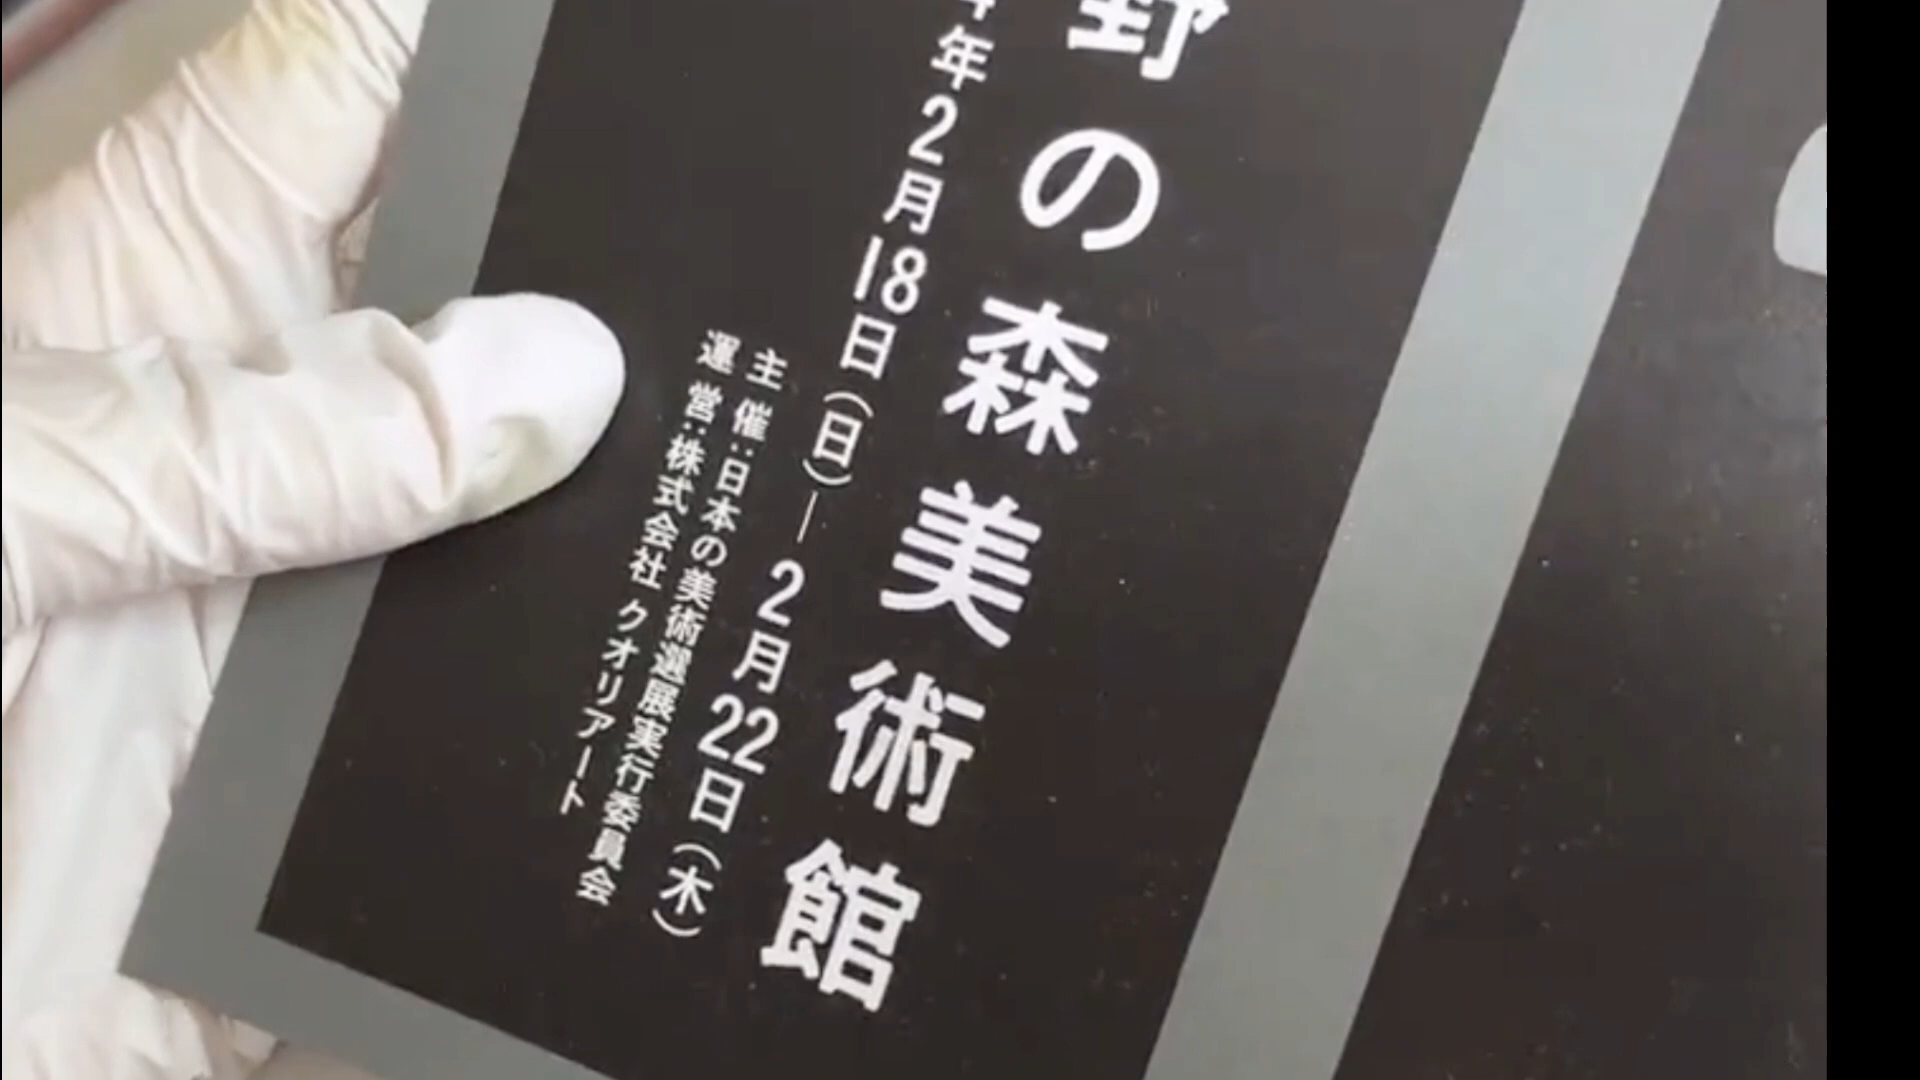 野の森美術館
年2月18日(日)—2月22日(木)
主催:日本の美術選展実行委員会
運営:株式会社 クオリアート